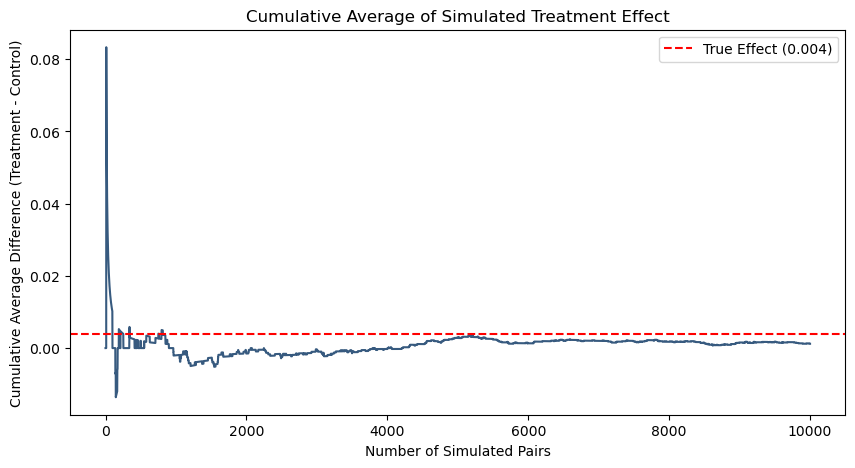 Cumulative Average of Simulated Treatment Effect
Cumulative Average Difference (Treatment - Control)
True Effect (0.004)
0.08
0.06
0.04
0.02
0.00
0
2000
4000
6000
8000
10000
Number of Simulated Pairs